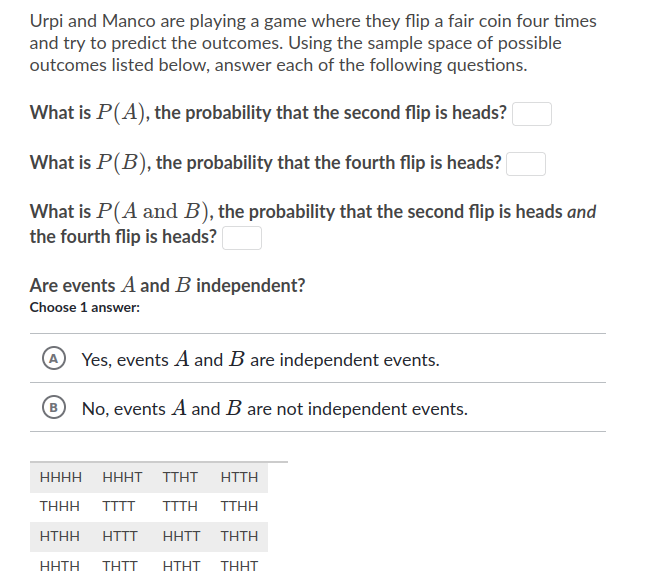 Urpi and Manco are playing a game where they flip a fair coin four times
and try to predict the outcomes. Using the sample space of possible
outcomes listed below, answer each of the following questions.
What is P(A), the probability that the second flip is heads?
What is P(B), the probability that the fourth flip is heads?
What is P(A and B), the probability that the second flip is heads and
the fourth flip is heads?
Are events A and B independent?
Choose 1 answer:
A Yes, events A and B are independent events.
B No, events A and B are not independent events.
HHHH HHHT TTHT HTTH
THHH TTTT TTTH TTHH
HTHH HTTT HHTT THTH
HHTH THTT HTHT THHT